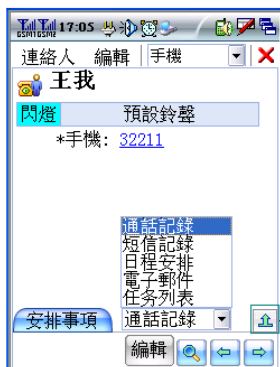 GSM1 GSM2 17:05
連絡人 編輯 手機
王我
閃燈 預設鈴聲
*手機: 32211
通話記錄
短信記錄
日程安排
電子郵件
任务列表
安排事項 通話記錄
編輯